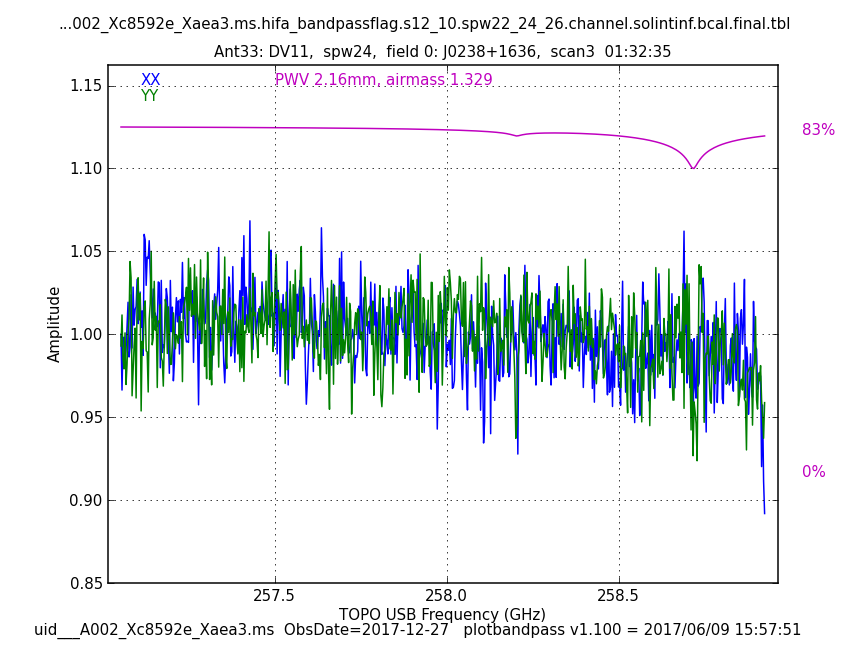 ...002_Xc8592e_Xaea3.ms.hifa_bandpassflag.s12_10.spw22_24_26.channel.solintinf.bcal.final.tbl
Ant33: DV11,  spw24,  field 0: J0238+1636,  scan3  01:32:35
XX
YY
PWV 2.16mm, airmass 1.329
83%
0%
1.15
1.10
1.05
1.00
0.95
0.90
0.85
Amplitude
257.5
258.0
258.5
TOPO USB Frequency (GHz)
uid___A002_Xc8592e_Xaea3.ms  ObsDate=2017-12-27   plotbandpass v1.100 = 2017/06/09 15:57:51